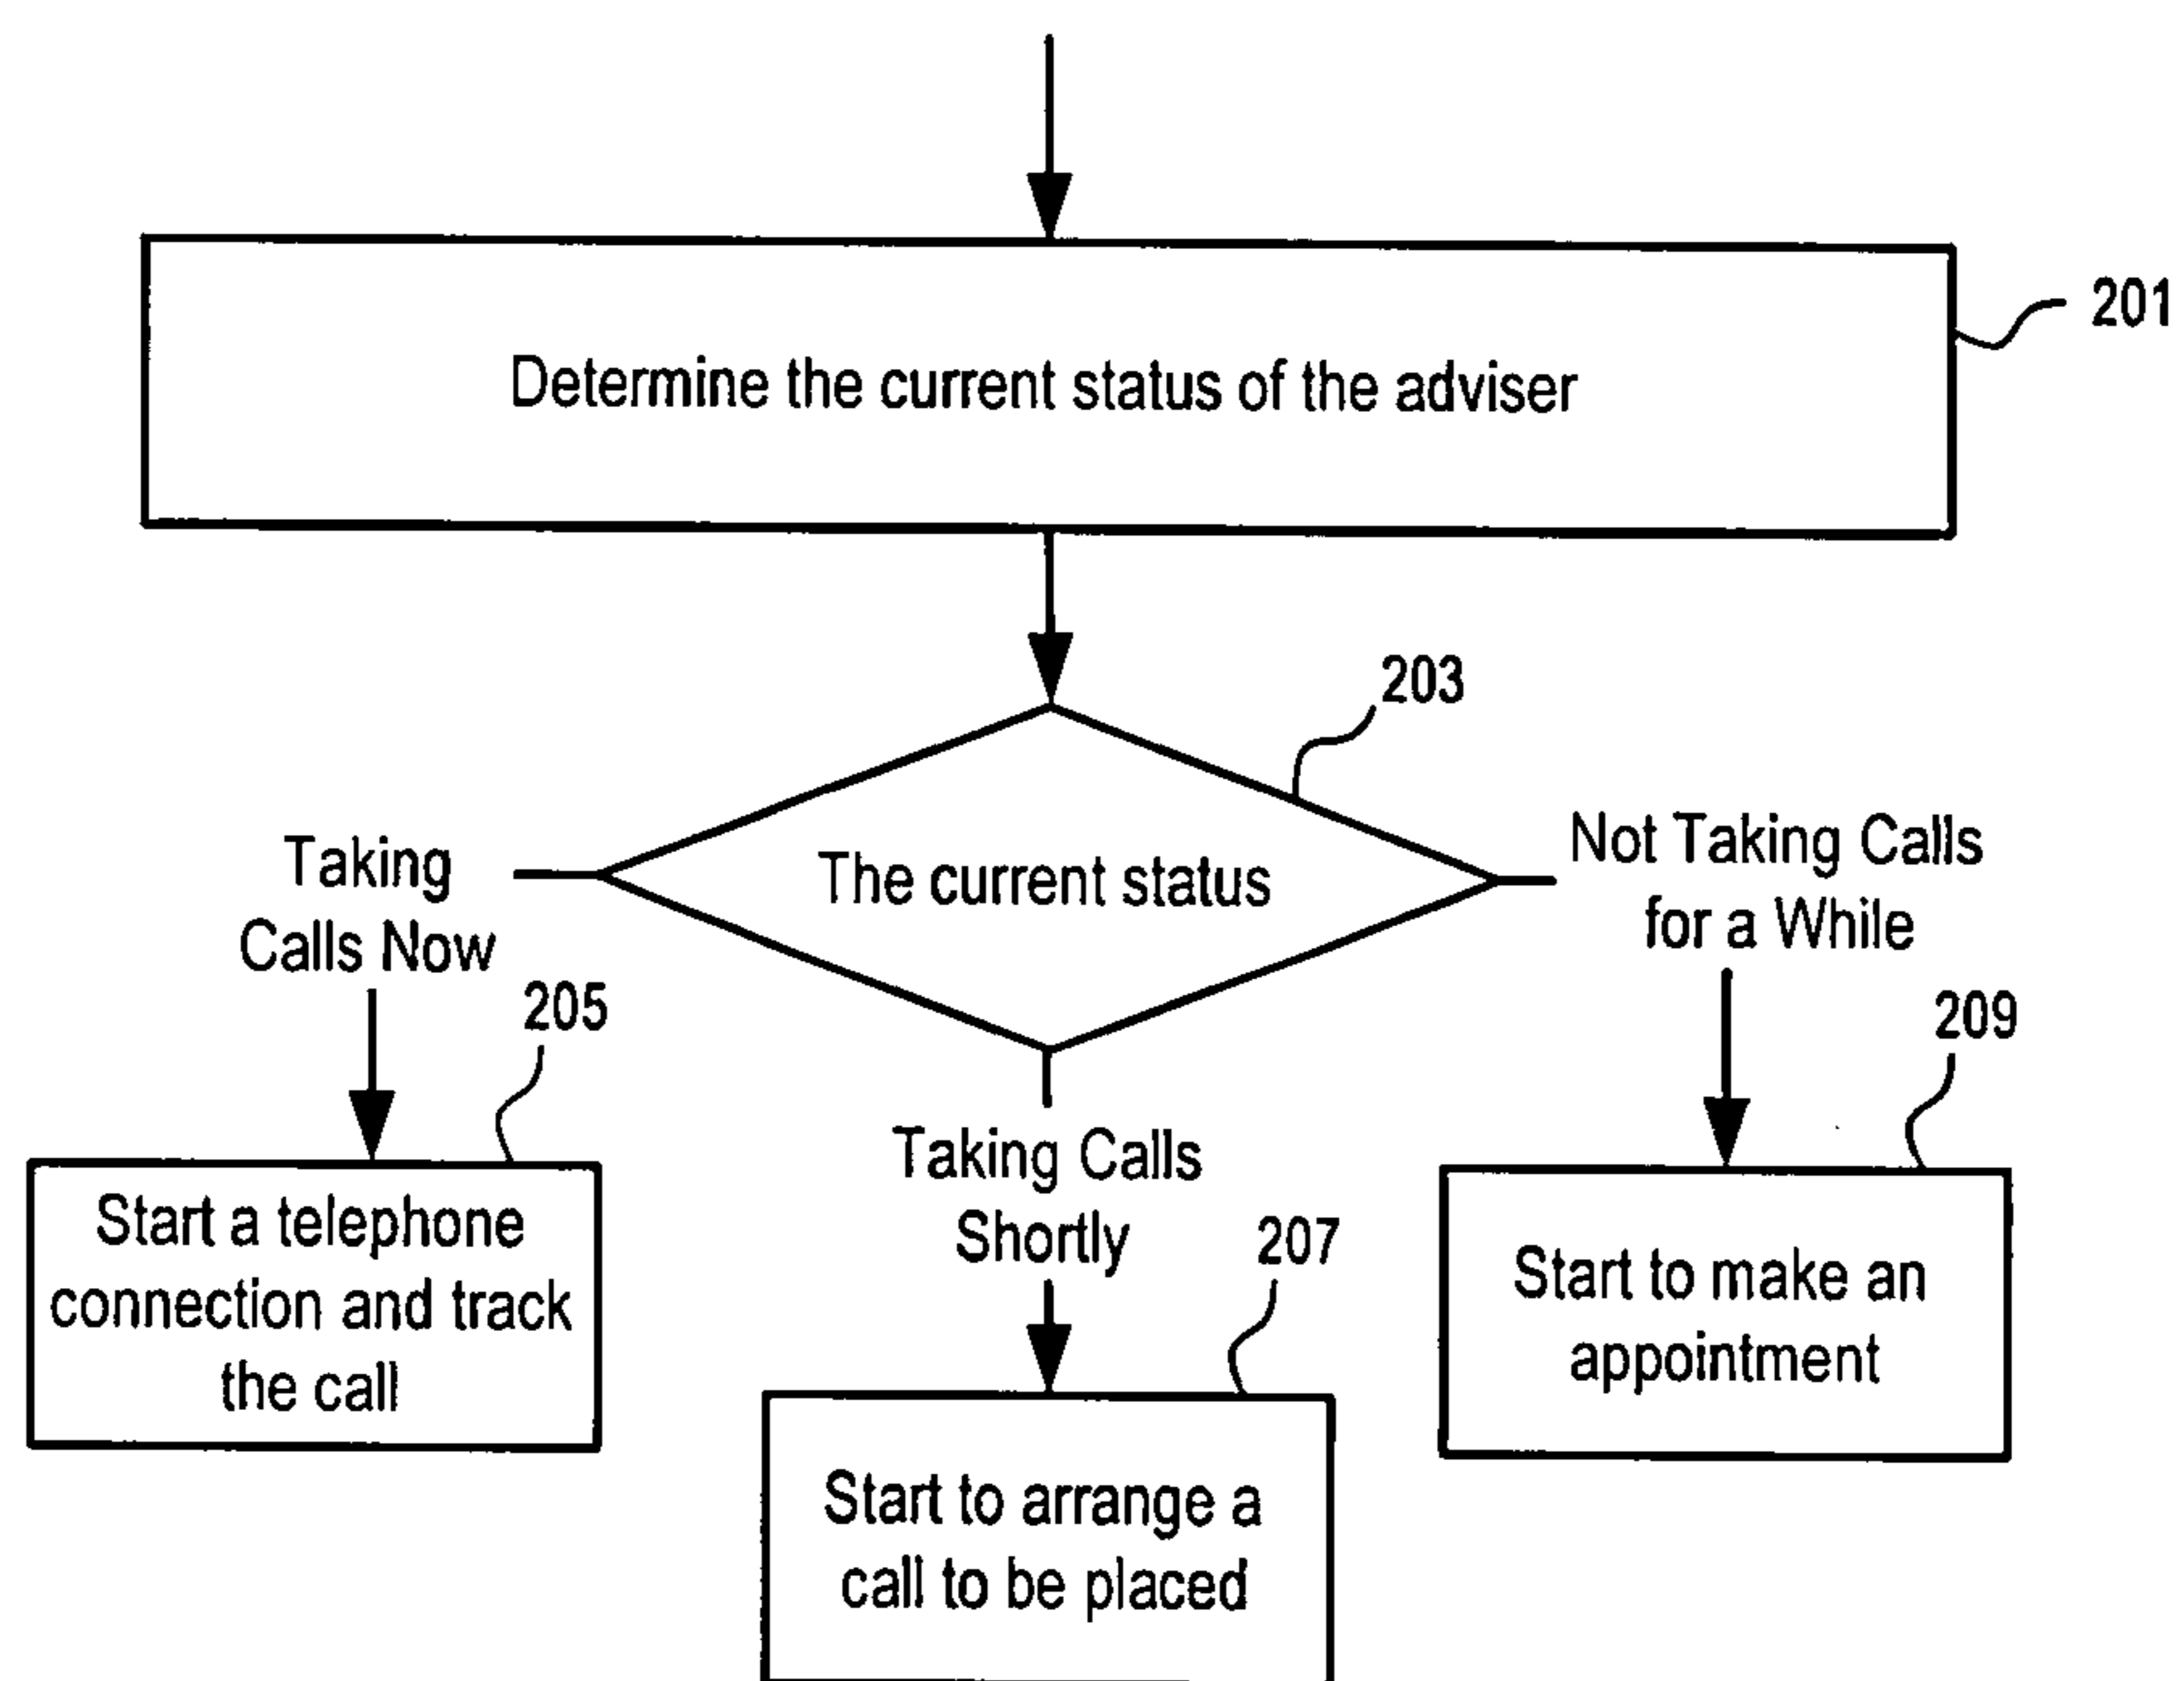 201
Determine the current status of the adviser
203
The current status
Taking
Calls Now
Not Taking Calls
for a While
205
Start a telephone
connection and track
the call
Taking Calls
Shortly
207
Start to arrange a
call to be placed
209
Start to make an
appointment